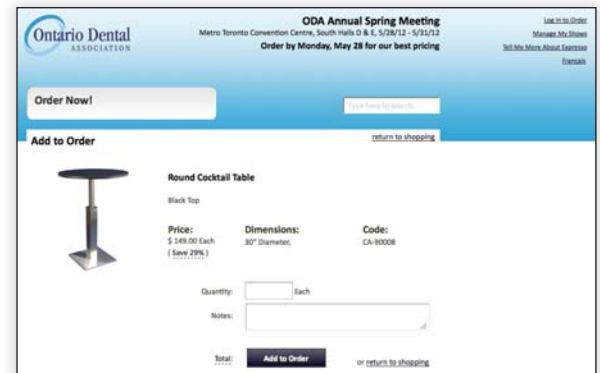 Ontario Dental
ASSOCIATION
ODA Annual Spring Meeting
Metro Toronto Convention Centre, South Halls D & E, 5/28/12 - 5/31/12
Order by Monday, May 28 for our best pricing
Log in to Order
Manage My Shows
Tell Me More About Expresso
Français
Order Now!
Type here to search.
Add to Order
return to shopping
Round Cocktail Table
Black Top
Price: Dimensions: Code:
$ 149.00 Each 30" Diameter, CA-90008
( Save 29% )
Quantity: Each
Notes:
Total: Add to Order or return to shopping